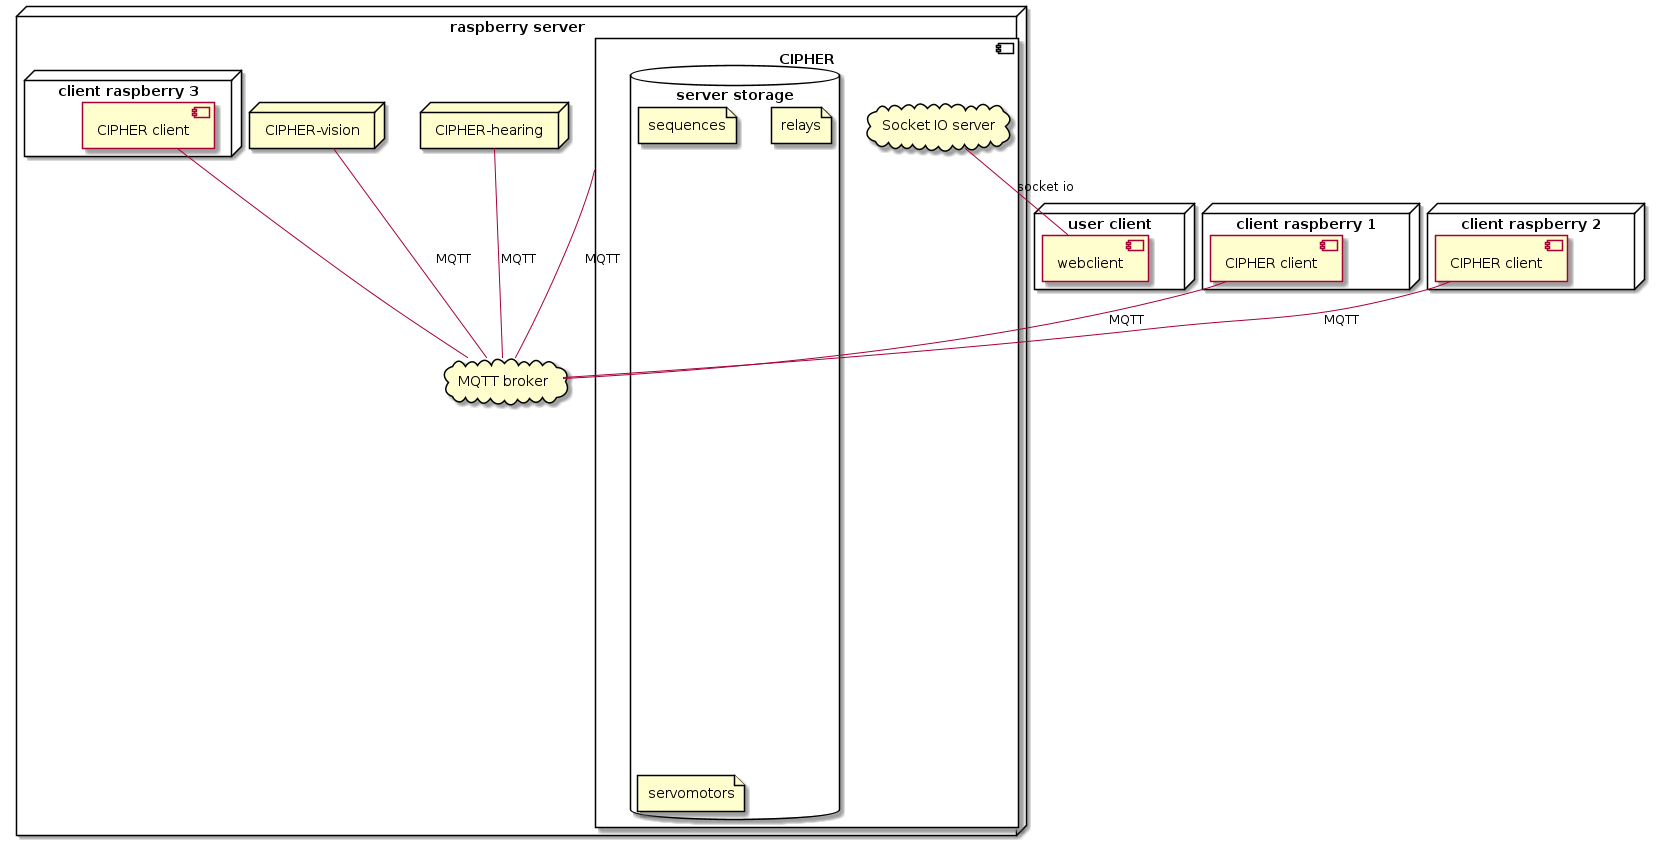 raspberry server
CIPHER
client raspberry 3
CIPHER client
CIPHER-vision
CIPHER-hearing
server storage
sequences
relays
Socket IO server
socket io
user client
webclient
client raspberry 1
CIPHER client
client raspberry 2
CIPHER client
MQTT
MQTT
MQTT
MQTT
MQTT
MQTT broker
servomotors